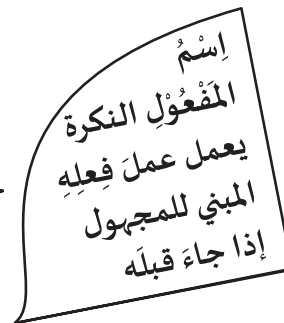 اِسْمُ
المَفْعُوْلِ النكرة
يعمل عملَ فِعلِهِ
المبني للمجهول
إذا جاءَ قبلَه